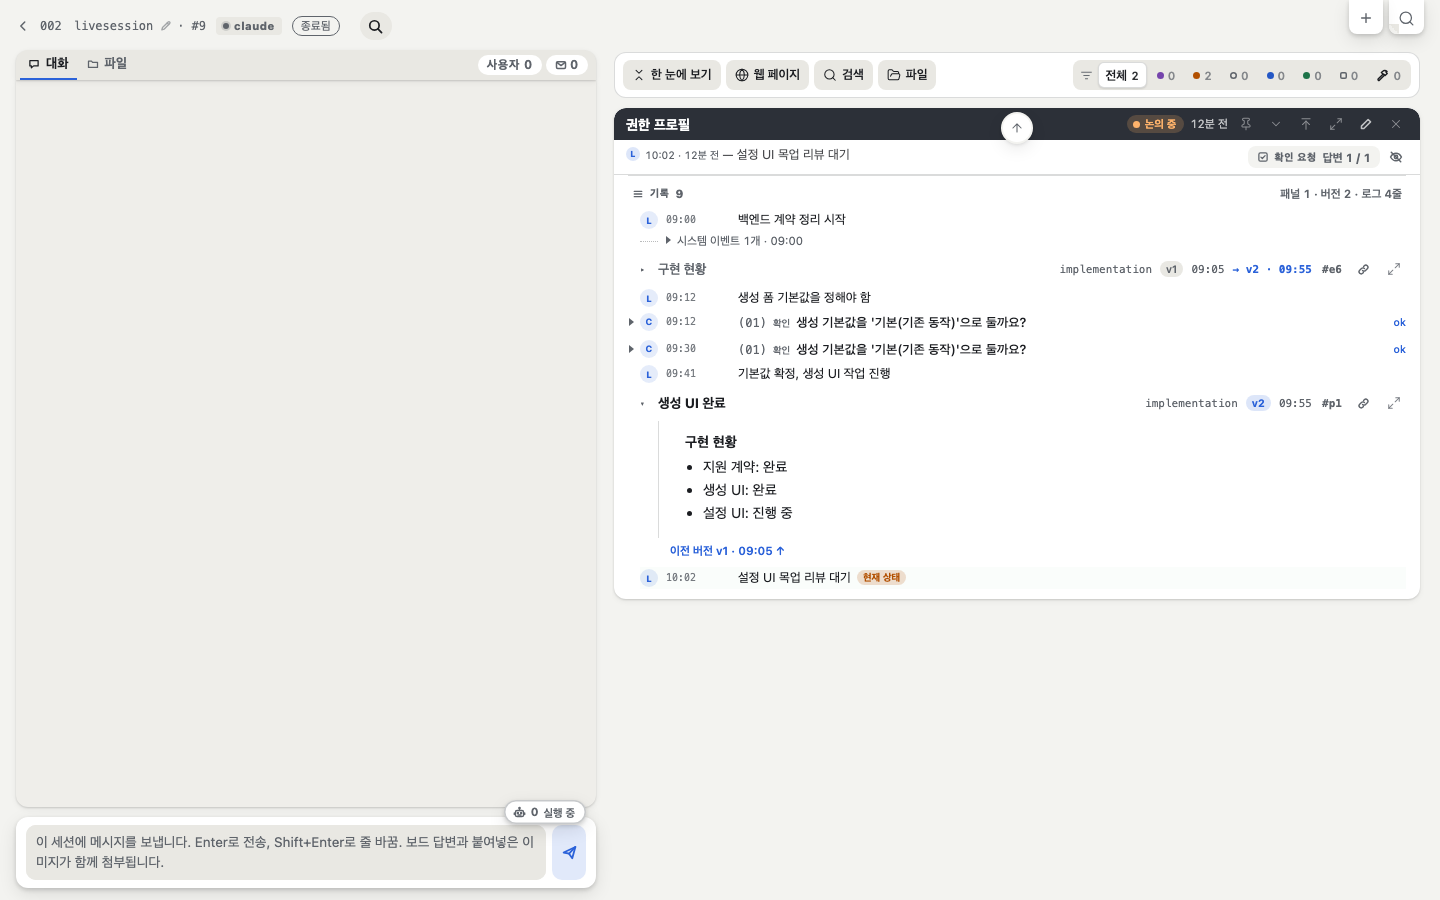 002 livesession · #9 claude 종료됨
대화 파일 사용자 0 0
0 실행 중
이 세션에 메시지를 보냅니다. Enter로 전송, Shift+Enter로 줄 바꿈. 보드 답변과 붙여넣은 이
미지가 함께 첨부됩니다.
한 눈에 보기 웹 페이지 검색 파일 전체 2 0 2 0 0 0 0 0
권한 프로필 논의 중 12분 전
L 10:02 · 12분 전 — 설정 UI 목업 리뷰 대기 확인 요청 답변 1 / 1
기록 9 패널 1 · 버전 2 · 로그 4줄
L 09:00 백엔드 계약 정리 시작
시스템 이벤트 1개 · 09:00
구현 현황 implementation v1 09:05 → v2 · 09:55 #e6
L 09:12 생성 폼 기본값을 정해야 함
C 09:12 (01) 확인 생성 기본값을 '기본(기존 동작)'으로 둘까요? ok
C 09:30 (01) 확인 생성 기본값을 '기본(기존 동작)'으로 둘까요? ok
L 09:41 기본값 확정, 생성 UI 작업 진행
생성 UI 완료 implementation v2 09:55 #p1
구현 현황
• 지원 계약: 완료
• 생성 UI: 완료
• 설정 UI: 진행 중
이전 버전 v1 · 09:05 ↑
L 10:02 설정 UI 목업 리뷰 대기 현재 상태